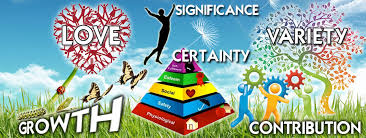 SIGNIFICANCE
LOVE
VARIETY
CERTAINTY
Esteem
Social
Safety
Physiological
GROWTH
CONTRIBUTION